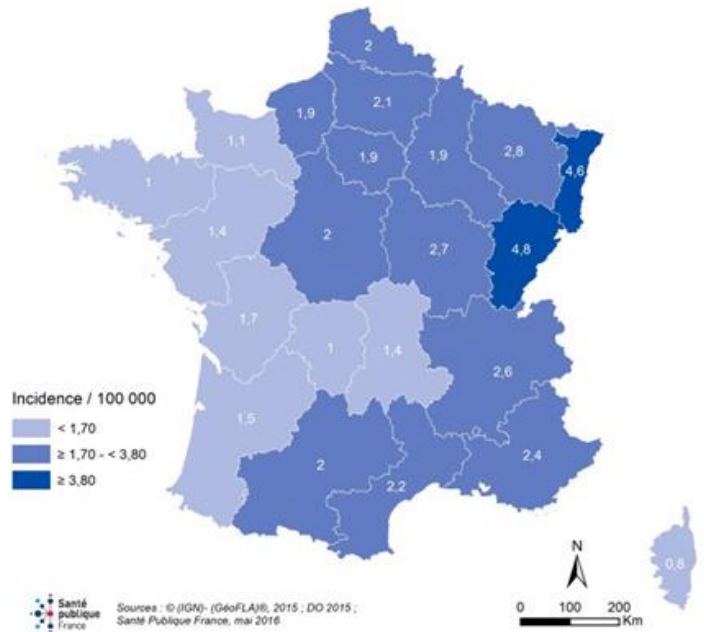 2
1,9
2,1
1,1
1,9
1,9
2,8
4,6
1
1,4
2
2,7
4,8
1,7
1
1,4
2,6
Incidence / 100 000
< 1,70
≥ 1,70 - < 3,80
≥ 3,80
1,5
2
2,2
2,4
0,8
N
0 100 200
Km
Santé
publique
France
Sources : © (IGN)- (GéoFLA)®, 2015 ; DO 2015 ;
Santé Publique France, mai 2016